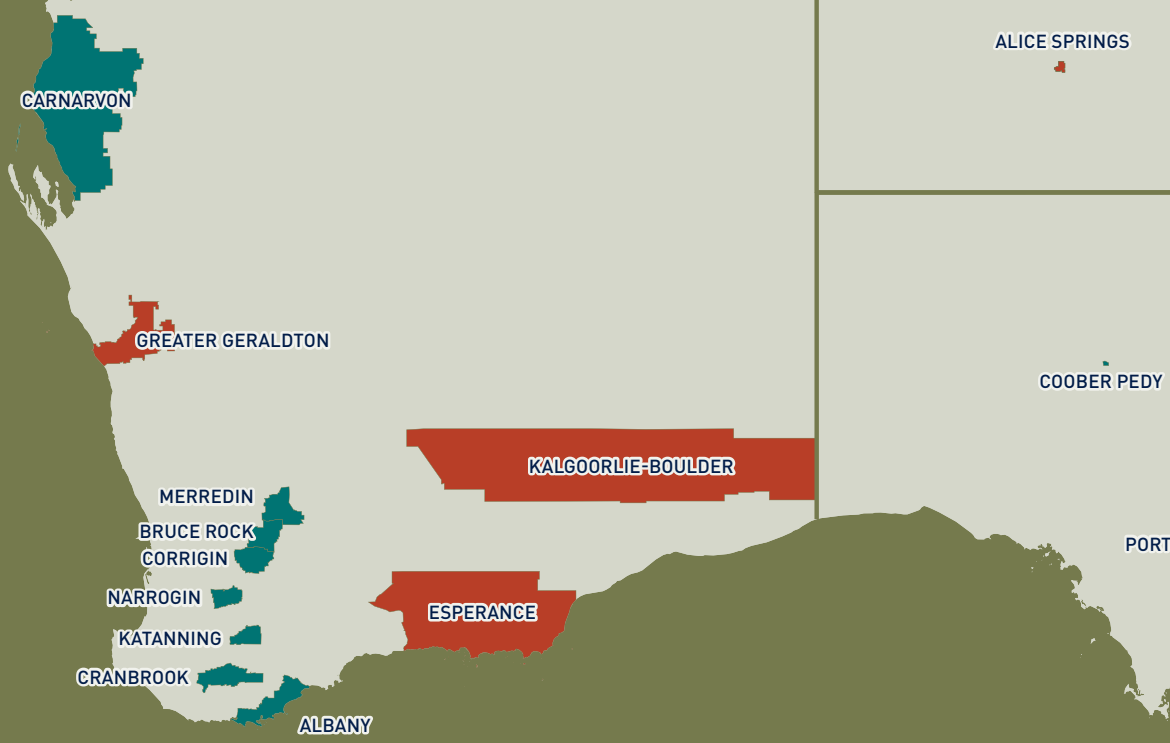 ALICE SPRINGS
CARNARVON
GREATER GERALDTON
COOBER PEDY
KALGOORLIE-BOULDER
MERREDIN
BRUCE ROCK
PORT
CORRIGIN
NARROGIN
ESPERANCE
KATANNING
CRANBROOK
ALBANY